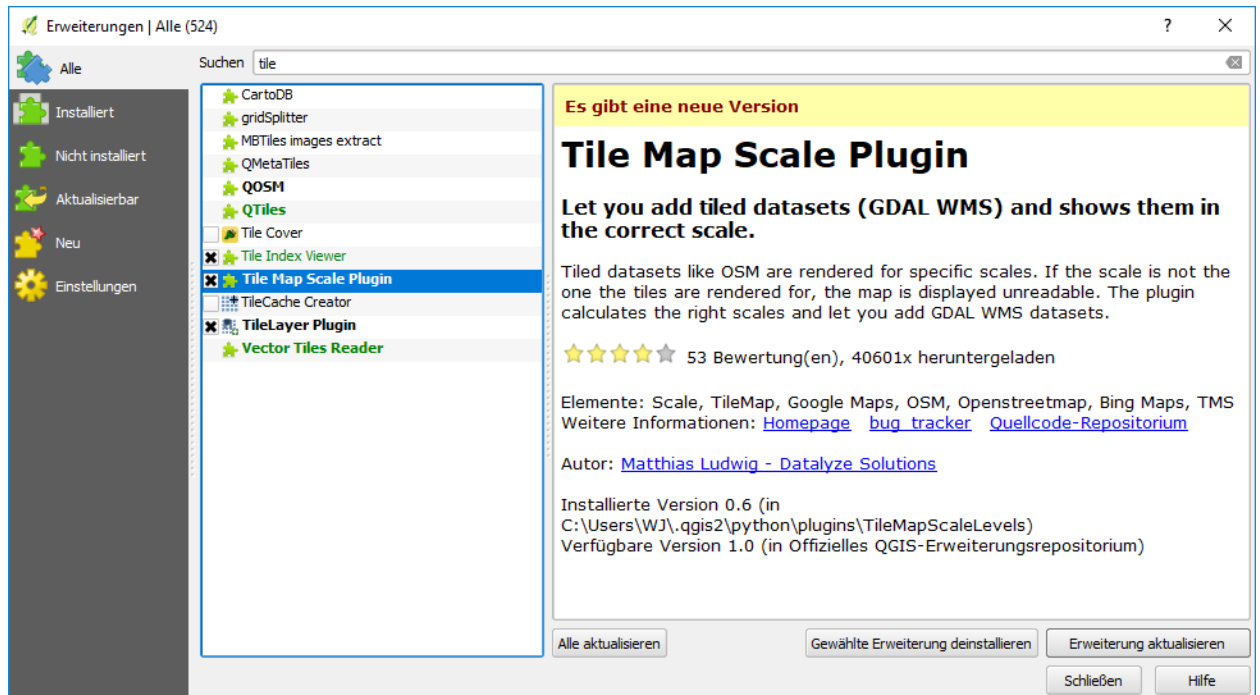 Erweiterungen | Alle (524)
?
Alle
Installiert
Nicht installiert
Aktualisierbar
Neu
Einstellungen
Suchen tile
CartoDB
gridSplitter
MBTiles images extract
QMetaTiles
QOSM
QTiles
Tile Cover
Tile Index Viewer
Tile Map Scale Plugin
TileCache Creator
TileLayer Plugin
Vector Tiles Reader
Es gibt eine neue Version
Tile Map Scale Plugin
Let you add tiled datasets (GDAL WMS) and shows them in
the correct scale.
Tiled datasets like OSM are rendered for specific scales. If the scale is not the
one the tiles are rendered for, the map is displayed unreadable. The plugin
calculates the right scales and let you add GDAL WMS datasets.
53 Bewertung(en), 40601x heruntergeladen
Elemente: Scale, TileMap, Google Maps, OSM, Openstreetmap, Bing Maps, TMS
Weitere Informationen: Homepage bug tracker Quellcode-Repositorium
Autor: Matthias Ludwig - Datalyze Solutions
Installierte Version 0.6 (in
C:\Users\WJ\.qgis2\python\plugins\TileMapScaleLevels)
Verfügbare Version 1.0 (in Offizielles QGIS-Erweiterungsrepositorium)
Alle aktualisieren
Gewählte Erweiterung deinstallieren
Erweiterung aktualisieren
Schließen
Hilfe